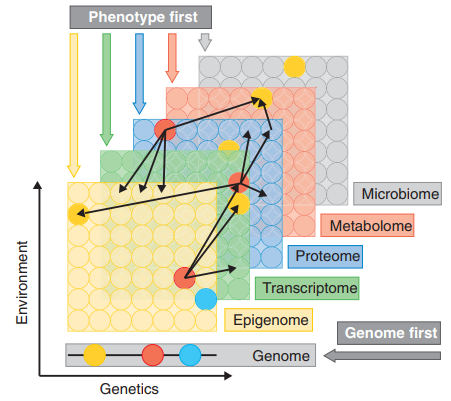 Phenotype first
Microbiome
Metabolome
Proteome
Transcriptome
Epigenome
Genome first
Genome
Environment
Genetics